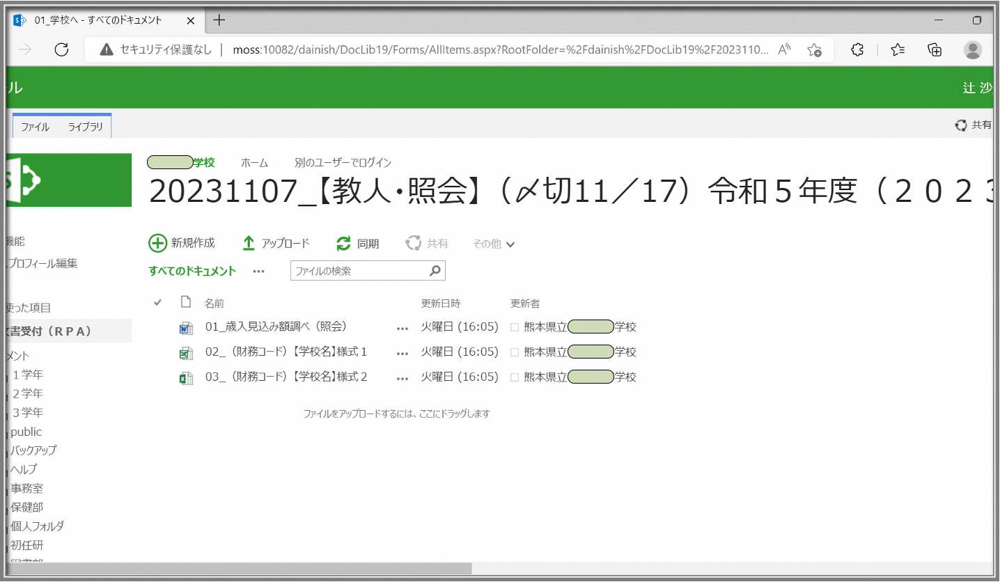 01_学校へ - すべてのドキュメント
セキュリティ保護なし | moss:10082/dainish/DocLib19/Forms/AllItems.aspx?RootFolder=%2Fdainish%2FDocLib19%2F2023110...
ル
辻 沙
ファイル ライブラリ
共有
学校 ホーム 別のユーザーでログイン
20231107_【教人・照会】（〆切11／17）令和５年度（２０２３
機能
プロフィール編集
使った項目
文書受付（ＲＰＡ）
メント
１学年
２学年
３学年
public
バックアップ
ヘルプ
事務室
保健部
個人フォルダ
初任研
図書部
新規作成 アップロード 同期 共有 その他
すべてのドキュメント ••• ファイルの検索
名前 更新日時 更新者
01_歳入見込み額調べ（照会） ••• 火曜日 (16:05) 熊本県立 学校
02_（財務コード）【学校名】様式１ ••• 火曜日 (16:05) 熊本県立 学校
03_（財務コード）【学校名】様式２ ••• 火曜日 (16:05) 熊本県立 学校
ファイルをアップロードするには、ここにドラッグします